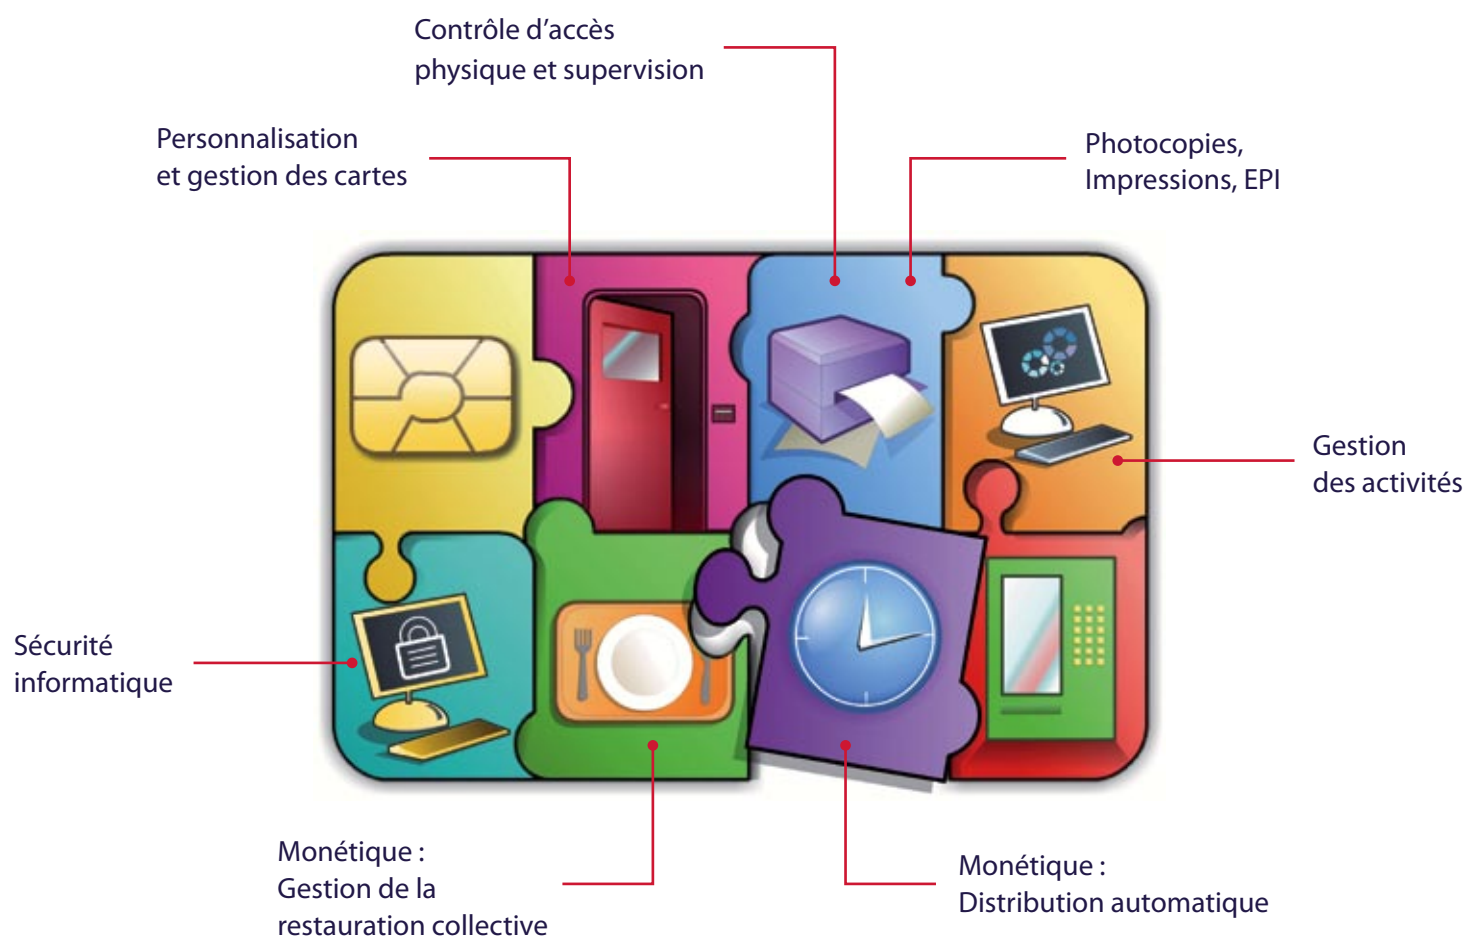 Contrôle d’accès
physique et supervision
Personnalisation
et gestion des cartes
Photocopies,
Impressions, EPI
Gestion
des activités
Sécurité
informatique
Monétique :
Gestion de la
restauration collective
Monétique :
Distribution automatique